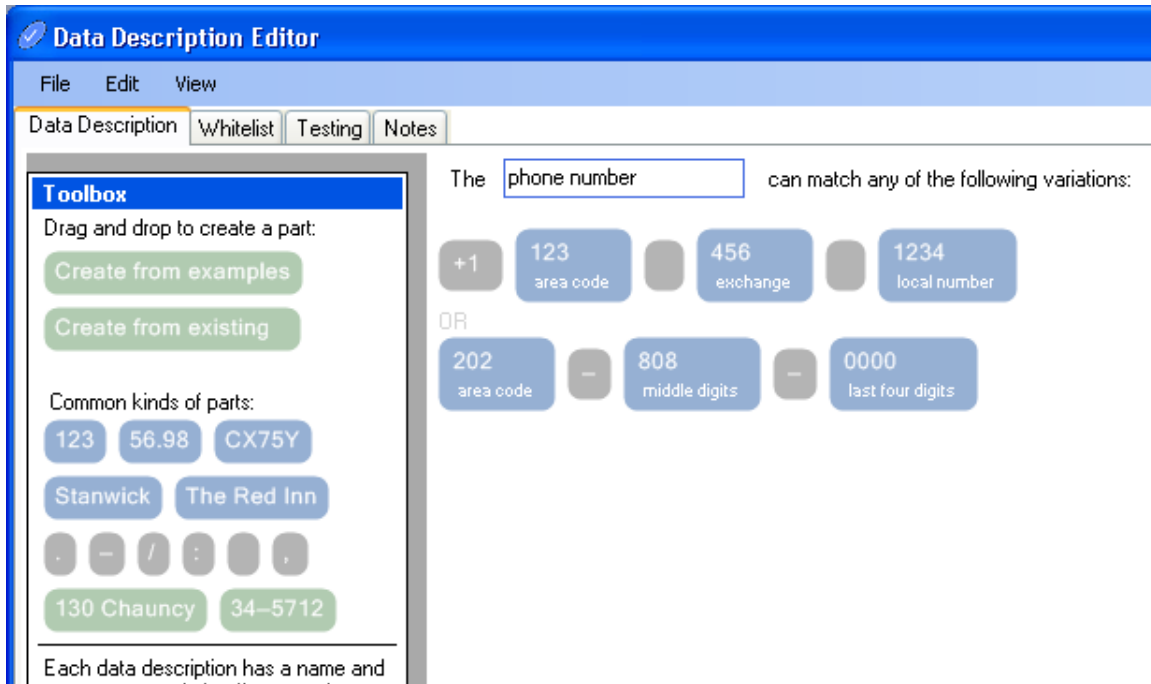 Data Description Editor
File Edit View
Data Description Whitelist Testing Notes
Toolbox
Drag and drop to create a part:
Create from examples
Create from existing
Common kinds of parts:
123 56.98 CX75Y
Stanwick The Red Inn
. – / : ,
130 Chauncy 34–5712
Each data description has a name and
The phone number can match any of the following variations:
+1 123 456 1234
area code exchange local number
OR
202 – 808 – 0000
area code middle digits last four digits